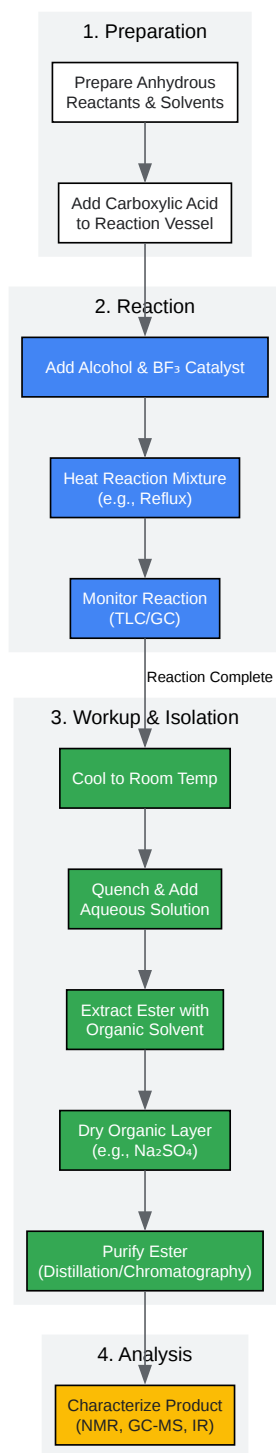 1. Preparation
Prepare Anhydrous
Reactants & Solvents
Add Carboxylic Acid
to Reaction Vessel
2. Reaction
Add Alcohol & BF₃ Catalyst
Heat Reaction Mixture
(e.g., Reflux)
Monitor Reaction
(TLC/GC)
Reaction Complete
3. Workup & Isolation
Cool to Room Temp
Quench & Add
Aqueous Solution
Extract Ester with
Organic Solvent
Dry Organic Layer
(e.g., Na₂SO₄)
Purify Ester
(Distillation/Chromatography)
4. Analysis
Characterize Product
(NMR, GC-MS, IR)